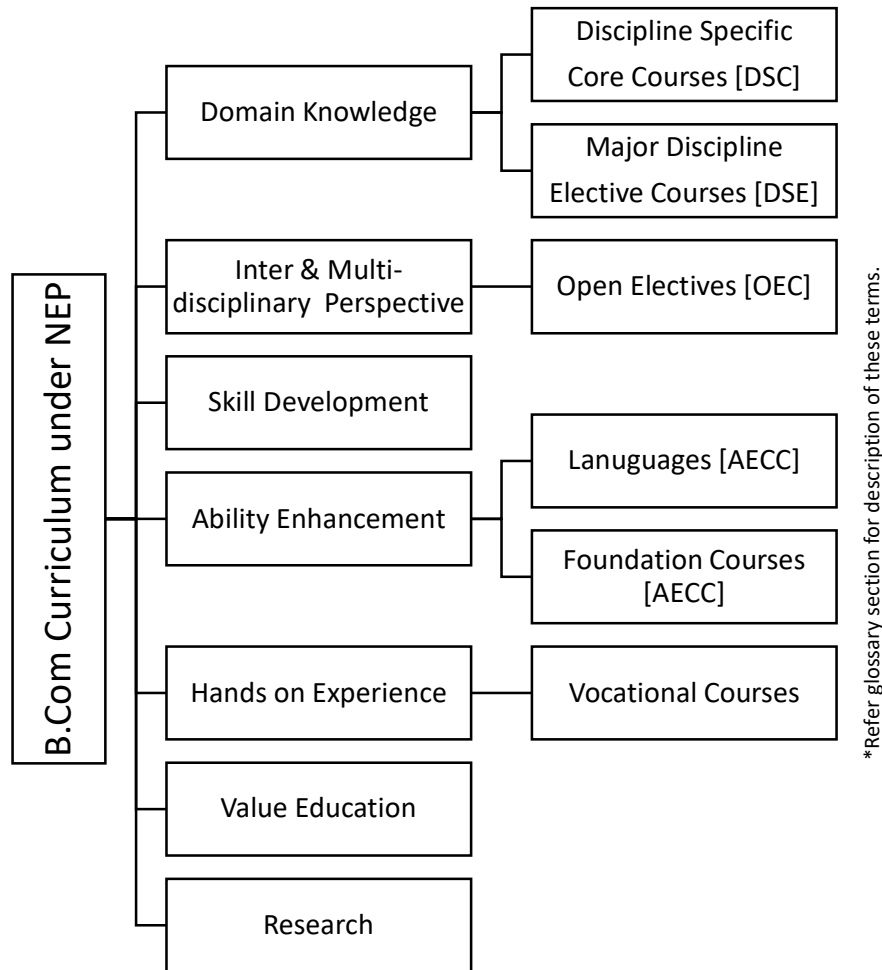 B.Com Curriculum under NEP
Domain Knowledge
Discipline Specific
Core Courses [DSC]
Major Discipline
Elective Courses [DSE]
Inter & Multi-
disciplinary Perspective
Open Electives [OEC]
Skill Development
Ability Enhancement
Lanuguages [AECC]
Foundation Courses
[AECC]
Hands on Experience
Vocational Courses
Value Education
Research
*Refer glossary section for description of these terms.